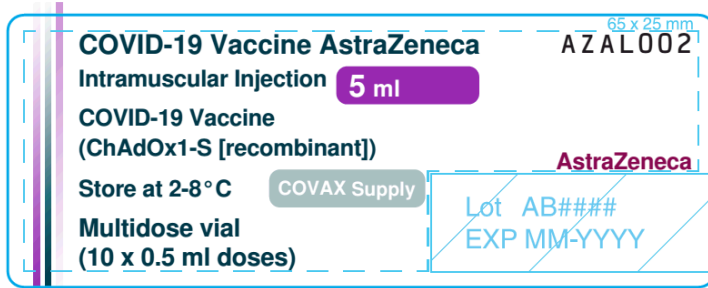 65 x 25 mm
COVID-19 Vaccine AstraZeneca AZAL002
Intramuscular Injection 5 ml
COVID-19 Vaccine
(ChAdOx1-S [recombinant])
AstraZeneca
Store at 2-8°C COVAX Supply
Lot AB####
Multidose vial
EXP MM-YYYY
(10 x 0.5 ml doses)